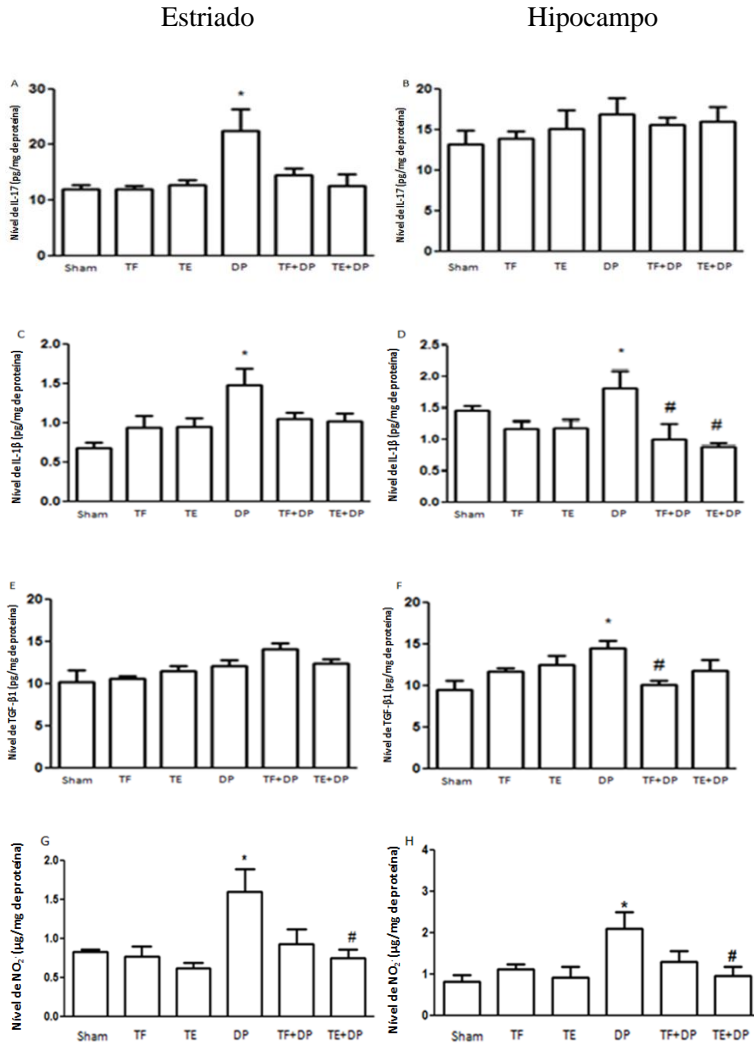 Estriado
Hipocampo
A
Nível de IL-17 (pg/mg de proteína)
30
20
10
0
*
Sham TF TE DP TF+DP TE+DP
B
Nível de IL-17 (pg/mg de proteína)
20
15
10
5
0
Sham TF TE DP TF+DP TE+DP
C
Nível de IL-1β (pg/mg de proteína)
2.0
1.5
1.0
0.5
0.0
*
Sham TF TE DP TF+DP TE+DP
D
Nível de IL-1β (pg/mg de proteína)
2.5
2.0
1.5
1.0
0.5
0.0
*
#
#
Sham TF TE DP TF+DP TE+DP
E
Nível de TGF-β1 (pg/mg de proteína)
20
15
10
5
0
Sham TF TE DP TF+DP TE+DP
F
Nível de TGF-β1 (pg/mg de proteína)
20
15
10
5
0
*
#
Sham TF TE DP TF+DP TE+DP
G
Nível de NO2- (µg/mg de proteína)
2.0
1.5
1.0
0.5
0.0
*
#
Sham TF TE DP TF+DP TE+DP
H
Nível de NO2- (µg/mg de proteína)
4
3
2
1
0
*
#
Sham TF TE DP TF+DP TE+DP